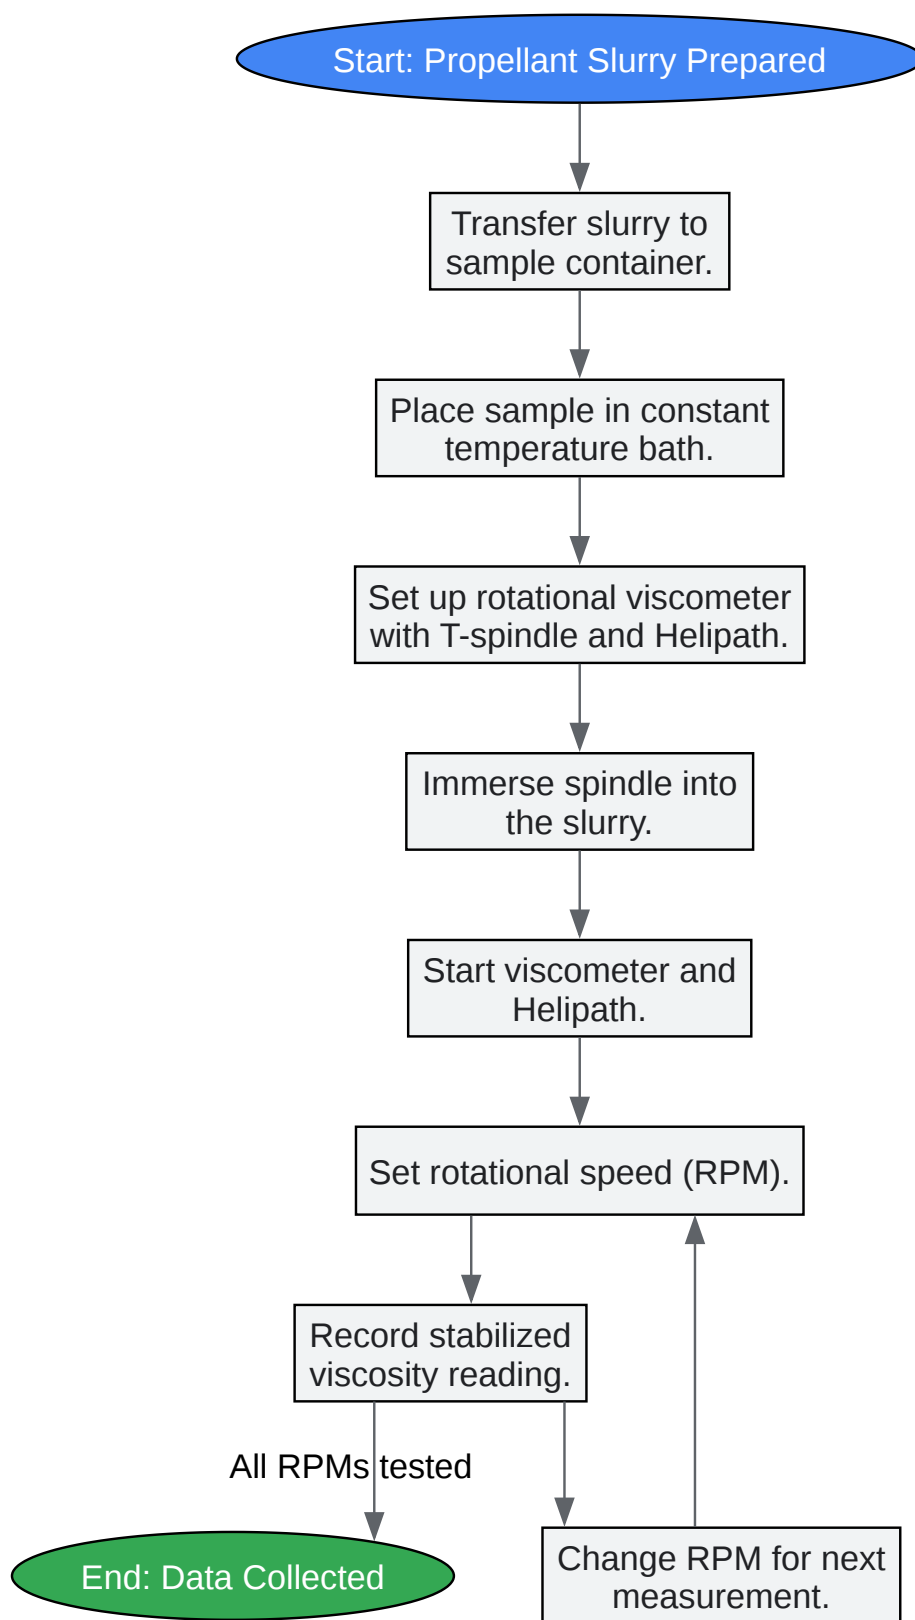 Start: Propellant Slurry Prepared
Transfer slurry to
sample container.
Place sample in constant
temperature bath.
Set up rotational viscometer
with T-spindle and Helipath.
Immerse spindle into
the slurry.
Start viscometer and
Helipath.
Set rotational speed (RPM).
Record stabilized
viscosity reading.
All RPMs tested
End: Data Collected
Change RPM for next
measurement.